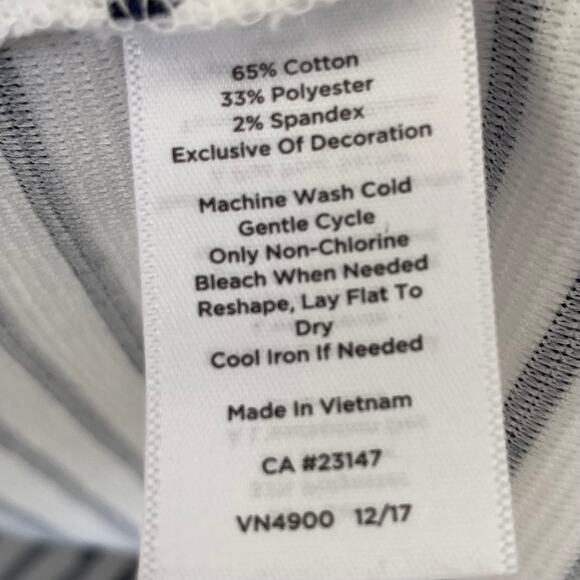 65% Cotton
33% Polyester
2% Spandex
Exclusive Of Decoration
Machine Wash Cold
Gentle Cycle
Only Non-Chlorine
Bleach When Needed
Reshape, Lay Flat To
Dry
Cool Iron If Needed
Made In Vietnam
CA #23147
VN4900 12/17